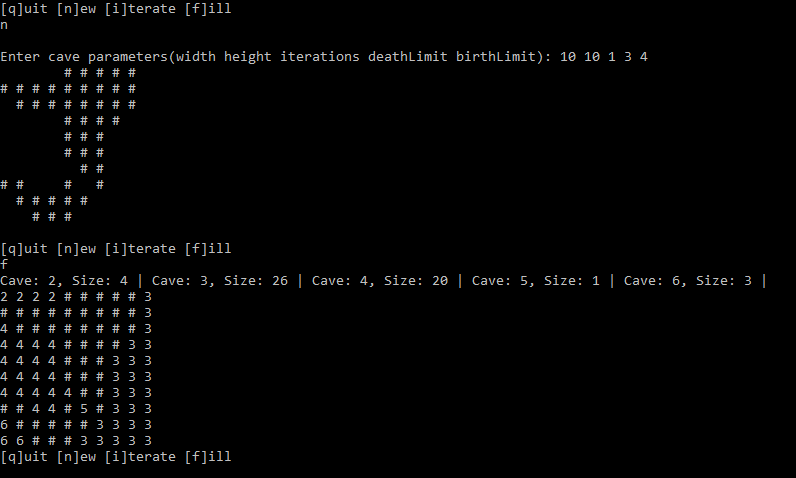 [q]uit [n]ew [i]terate [f]ill
n
Enter cave parameters(width height iterations deathLimit birthLimit): 10 10 1 3 4
        # # # # #
# # # # # # # # #
  # # # # # # # #
        # # # #
        # # #
        # # #
          # #
# #     #   #
  # # # # #
    # # #
[q]uit [n]ew [i]terate [f]ill
f
Cave: 2, Size: 4 | Cave: 3, Size: 26 | Cave: 4, Size: 20 | Cave: 5, Size: 1 | Cave: 6, Size: 3 |
2 2 2 2 # # # # # 3
# # # # # # # # # 3
4 # # # # # # # # 3
4 4 4 4 # # # # 3 3
4 4 4 4 # # # 3 3 3
4 4 4 4 # # # 3 3 3
4 4 4 4 4 # # 3 3 3
# # 4 4 # 5 # 3 3 3
6 # # # # # 3 3 3 3
6 6 # # # 3 3 3 3 3
[q]uit [n]ew [i]terate [f]ill